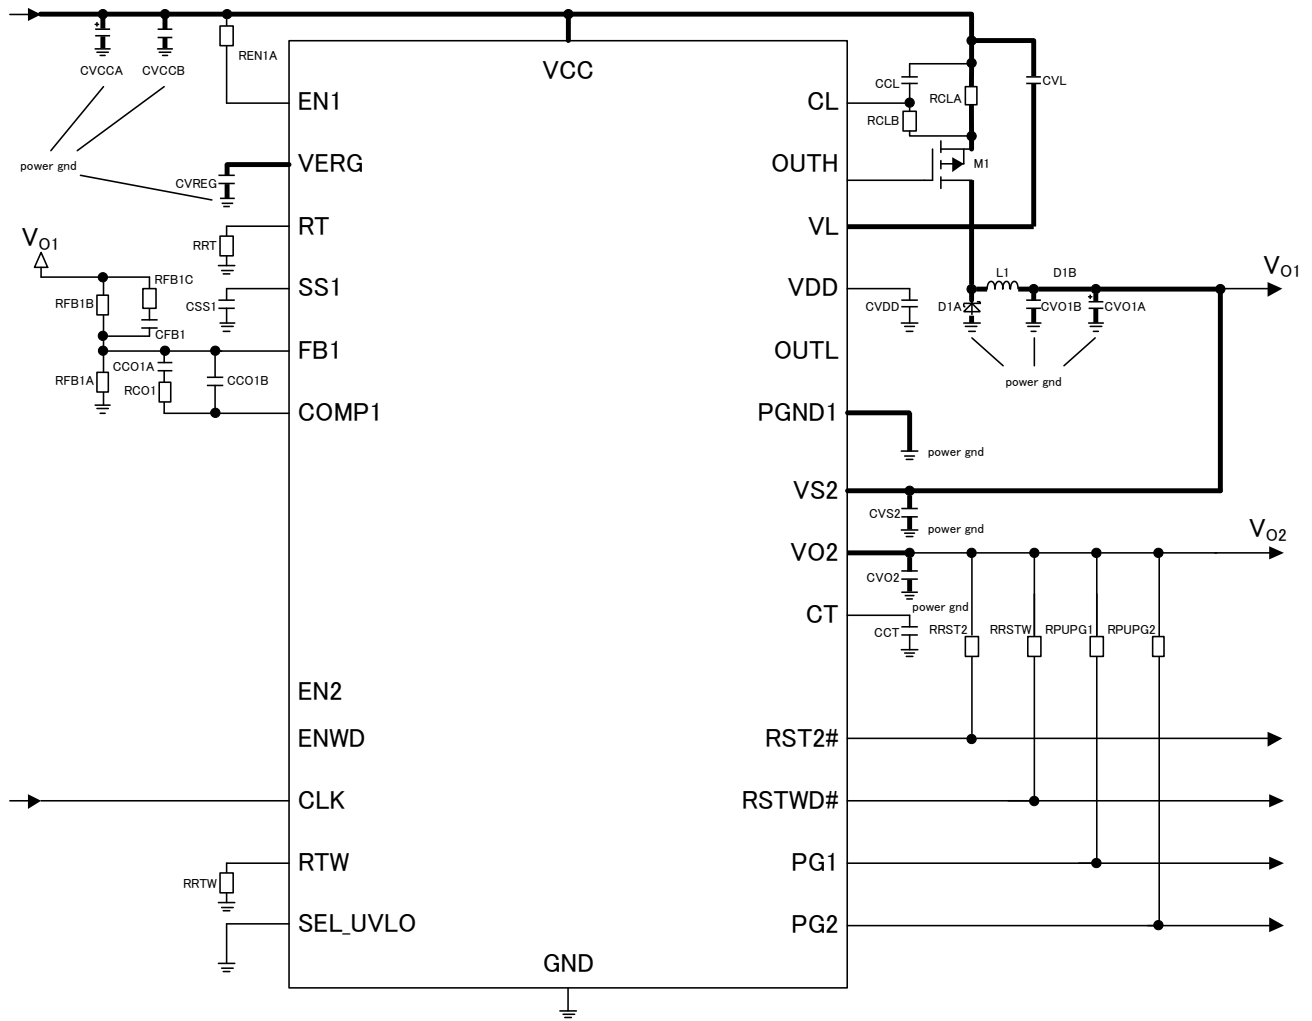 CVCCA
CVCCB
REN1A
power gnd
VCC
EN1
VERG
CVREG
RT
RRT
SS1
CSS1
VO1
RFB1C
RFB1B
CFB1
RFB1A
FB1
CCO1A
RCO1
CCO1B
COMP1
EN2
ENWD
CLK
RTW
RRTW
SEL_UVLO
GND
CL
CCL
RCLA
RCLB
CVL
OUTH
M1
VL
VDD
CVDD
L1
D1B
D1A
CVO1B
CVO1A
VO1
power gnd
OUTL
PGND1
power gnd
VS2
CVS2
power gnd
VO2
CVO2
power gnd
VO2
CT
CCT
RRST2
RRSTW
RPUPG1
RPUPG2
RST2#
RSTWD#
PG1
PG2